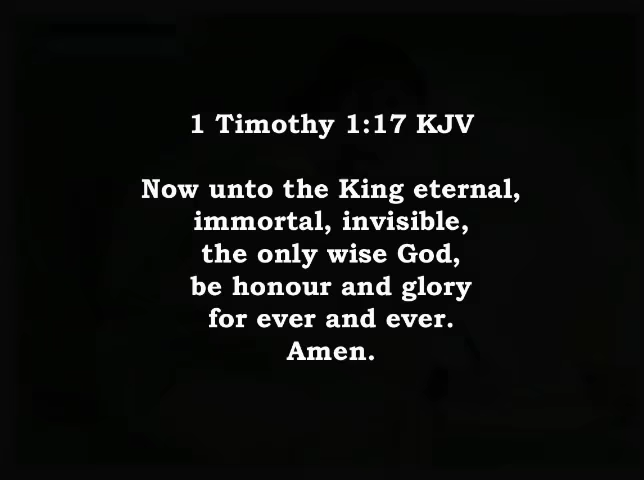 1 Timothy 1:17 KJV
Now unto the King eternal,
immortal, invisible,
the only wise God,
be honour and glory
for ever and ever.
Amen.